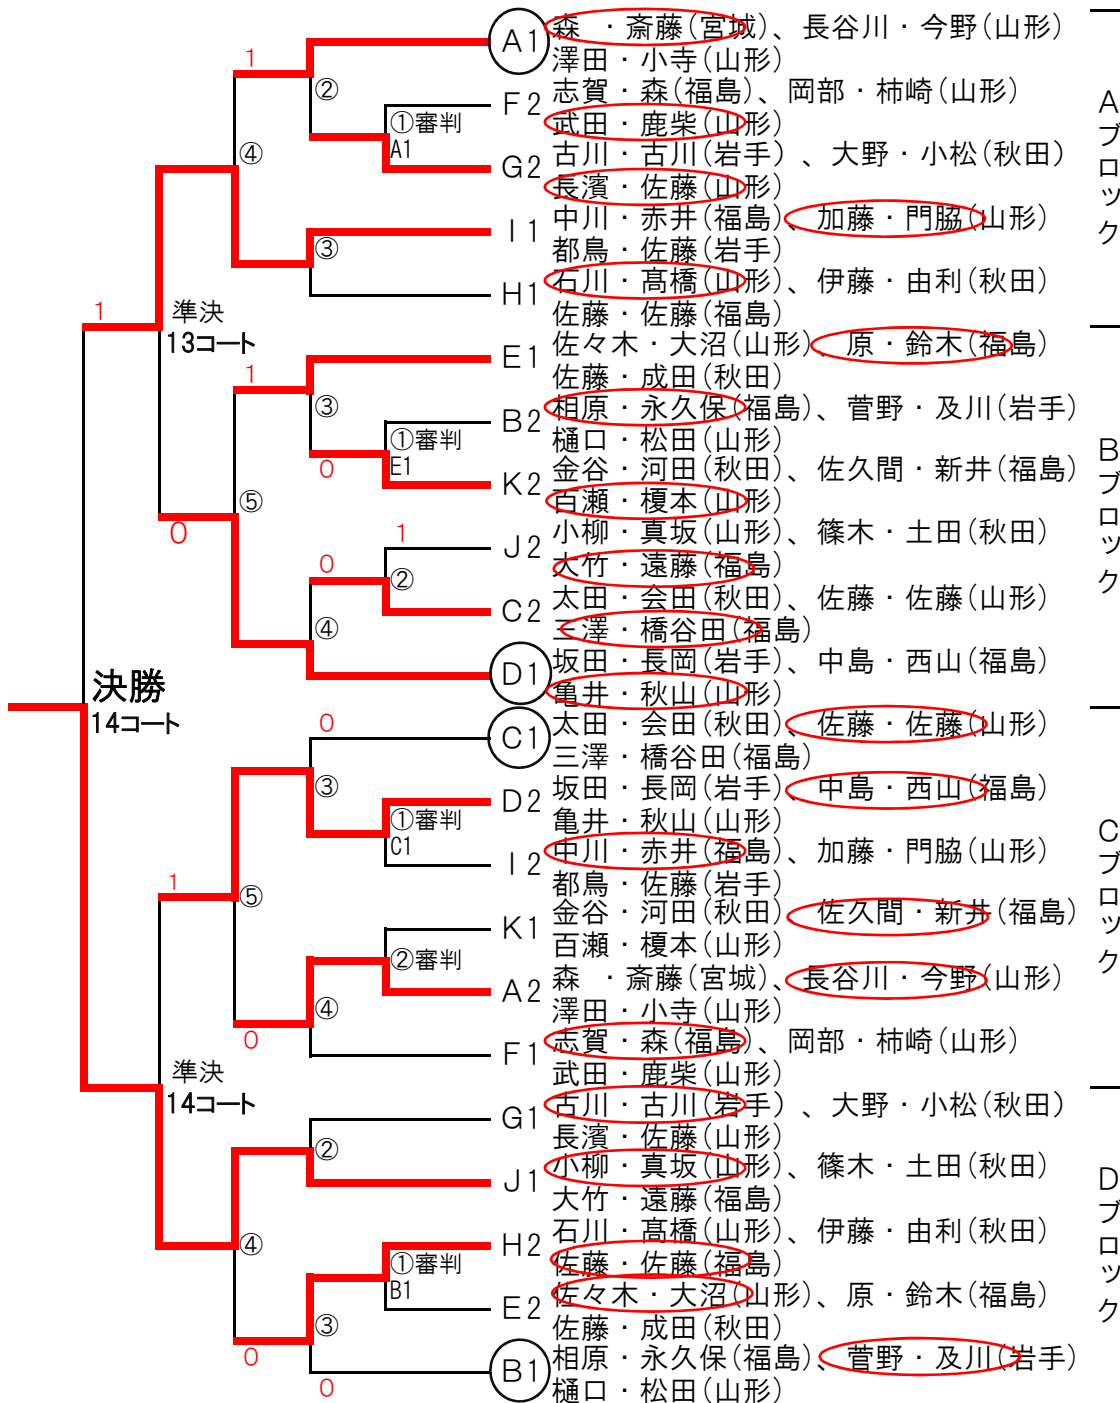 A1 森　・斎藤(宮城)、長谷川・今野(山形)
澤田・小寺(山形)
1
②
F2 志賀・森(福島)、岡部・柿崎(山形)
武田・鹿柴(山形)
①審判
A1
G2 古川・古川(岩手)、大野・小松(秋田)
長濱・佐藤(山形)
④
I1 中川・赤井(福島)、加藤・門脇(山形)
都鳥・佐藤(岩手)
③
H1 石川・髙橋(山形)、伊藤・由利(秋田)
佐藤・佐藤(福島)
Aブロック
1
準決
13コート
E1 佐々木・大沼(山形)、原・鈴木(福島)
佐藤・成田(秋田)
1
③
B2 相原・永久保(福島)、菅野・及川(岩手)
樋口・松田(山形)
①審判
E1
0
K2 金谷・河田(秋田)、佐久間・新井(福島)
百瀬・榎本(山形)
⑤
0
J2 小柳・真坂(山形)、篠木・土田(秋田)
大竹・遠藤(福島)
1
0
②
C2 太田・会田(秋田)、佐藤・佐藤(山形)
三澤・橋谷田(福島)
④
D1 坂田・長岡(岩手)、中島・西山(福島)
亀井・秋山(山形)
Bブロック
決勝
14コート
C1 太田・会田(秋田)、佐藤・佐藤(山形)
三澤・橋谷田(福島)
0
③
D2 坂田・長岡(岩手)、中島・西山(福島)
亀井・秋山(山形)
①審判
C1
I2 中川・赤井(福島)、加藤・門脇(山形)
都鳥・佐藤(岩手)
1
⑤
K1 金谷・河田(秋田)、佐久間・新井(福島)
百瀬・榎本(山形)
②審判
A2 森　・斎藤(宮城)、長谷川・今野(山形)
澤田・小寺(山形)
④
0
F1 志賀・森(福島)、岡部・柿崎(山形)
武田・鹿柴(山形)
Cブロック
準決
14コート
G1 古川・古川(岩手)、大野・小松(秋田)
長濱・佐藤(山形)
②
J1 小柳・真坂(山形)、篠木・土田(秋田)
大竹・遠藤(福島)
④
H2 石川・髙橋(山形)、伊藤・由利(秋田)
佐藤・佐藤(福島)
①審判
B1
E2 佐々木・大沼(山形)、原・鈴木(福島)
佐藤・成田(秋田)
③
0
B1 相原・永久保(福島)、菅野・及川(岩手)
樋口・松田(山形)
0
Dブロック